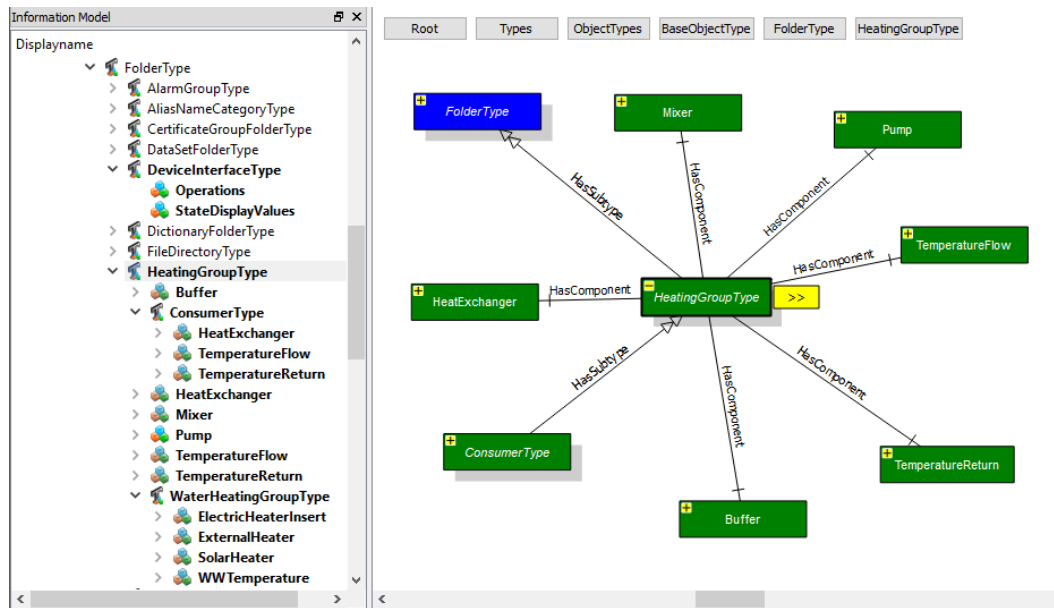 Information Model
Displayname
FolderType
AlarmGroupType
AliasNameCategoryType
CertificateGroupFolderType
DataSetFolderType
DeviceInterfaceType
Operations
StateDisplayValues
DictionaryFolderType
FileDirectoryType
HeatingGroupType
Buffer
ConsumerType
HeatExchanger
TemperatureFlow
TemperatureReturn
HeatExchanger
Mixer
Pump
TemperatureFlow
TemperatureReturn
WaterHeatingGroupType
ElectricHeaterInsert
ExternalHeater
SolarHeater
WWTemperature
Root Types ObjectTypes BaseObjectType FolderType HeatingGroupType
FolderType
Mixer
Pump
HasSubtype
HasComponent
HasComponent
TemperatureFlow
HasComponent
HeatExchanger
HasComponent
HeatingGroupType
>>
HasSubtype
HasComponent
HasComponent
ConsumerType
TemperatureReturn
Buffer